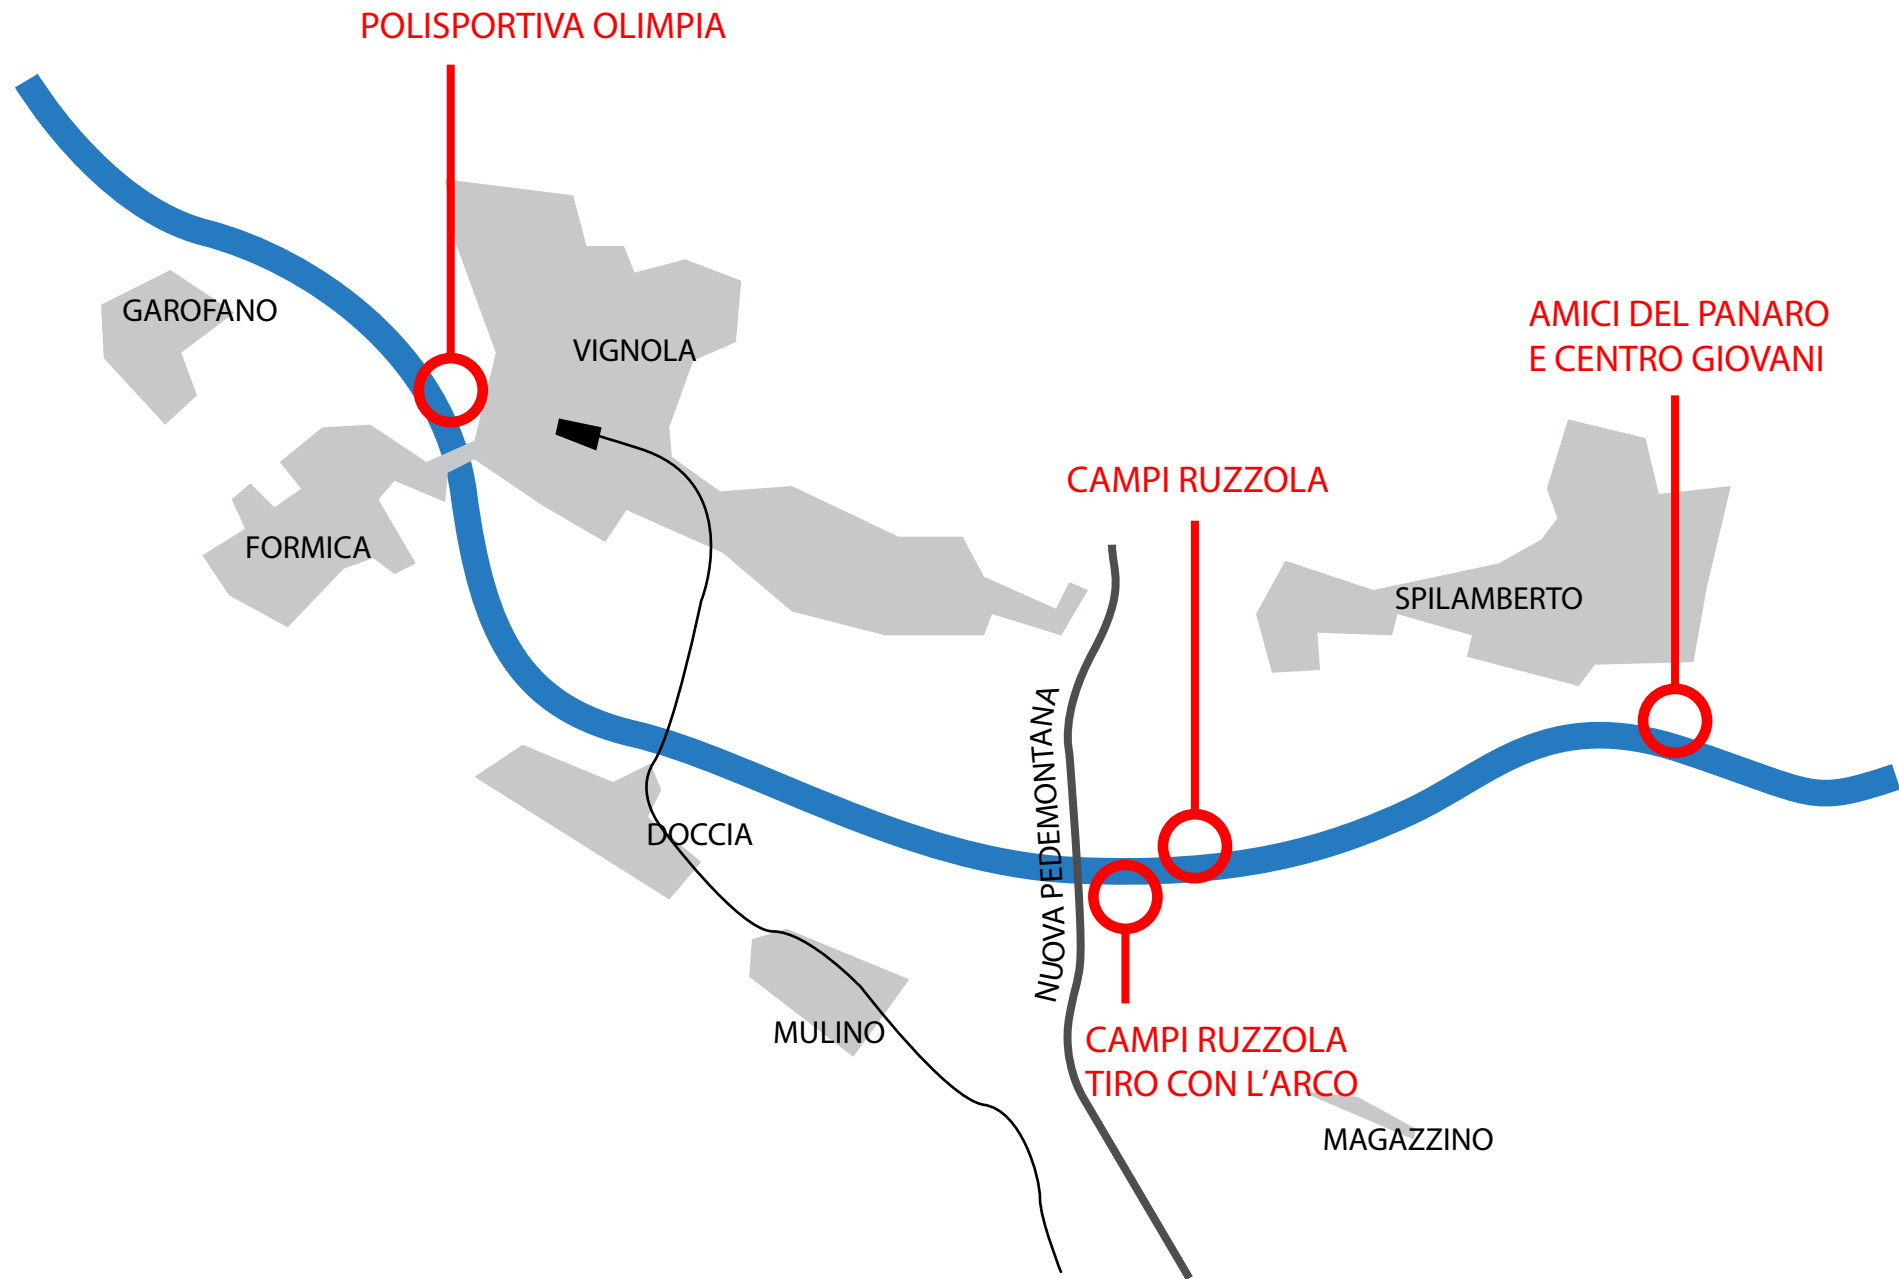 POLISPORTIVA OLIMPIA
GAROFANO
VIGNOLA
AMICI DEL PANARO
E CENTRO GIOVANI
CAMPI RUZZOLA
FORMICA
SPILAMBERTO
NUOVA PEDEMONTANA
DOCCIA
MULINO
CAMPI RUZZOLA
TIRO CON L’ARCO
MAGAZZINO